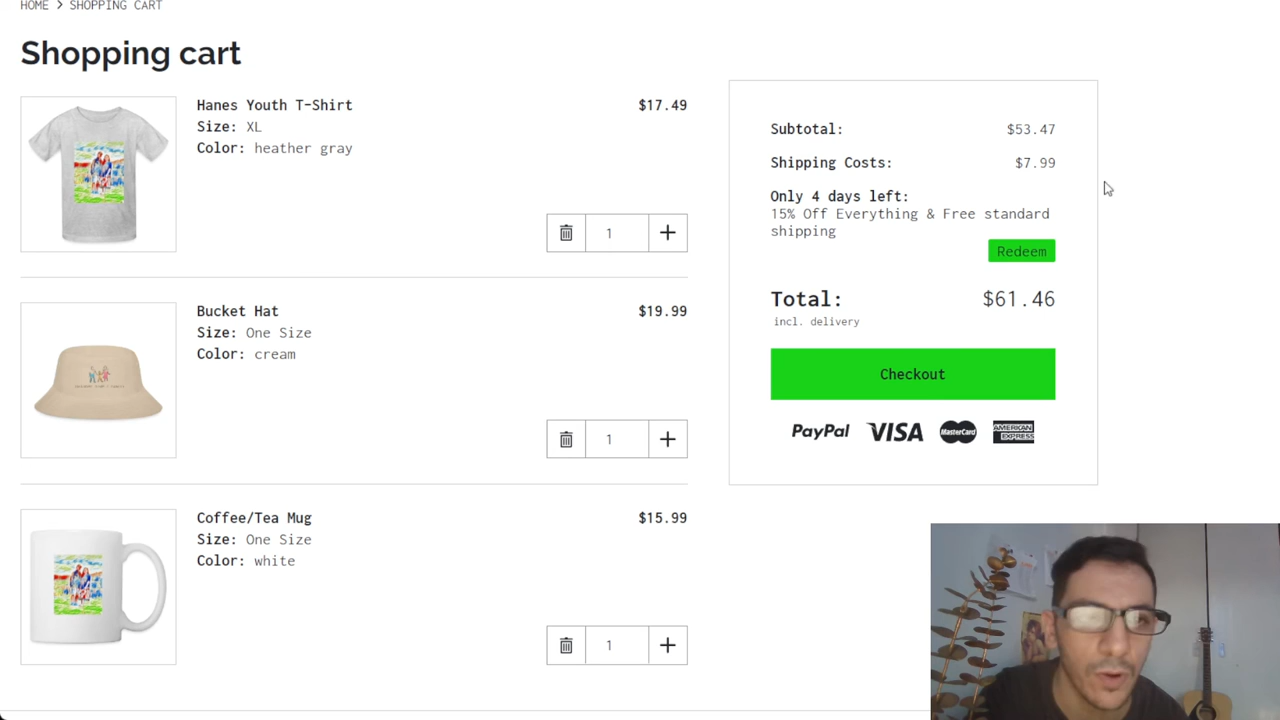 HOME > SHOPPING CART
Shopping cart
Hanes Youth T-Shirt
$17.49
Size: XL
Color: heather gray
1
Bucket Hat
$19.99
Size: One Size
Color: cream
1
Coffee/Tea Mug
$15.99
Size: One Size
Color: white
1
Subtotal:
$53.47
Shipping Costs:
$7.99
Only 4 days left:
15% Off Everything & Free standard
shipping
Redeem
Total:
$61.46
incl. delivery
Checkout
PayPal VISA MasterCard AMERICAN
EXPRESS